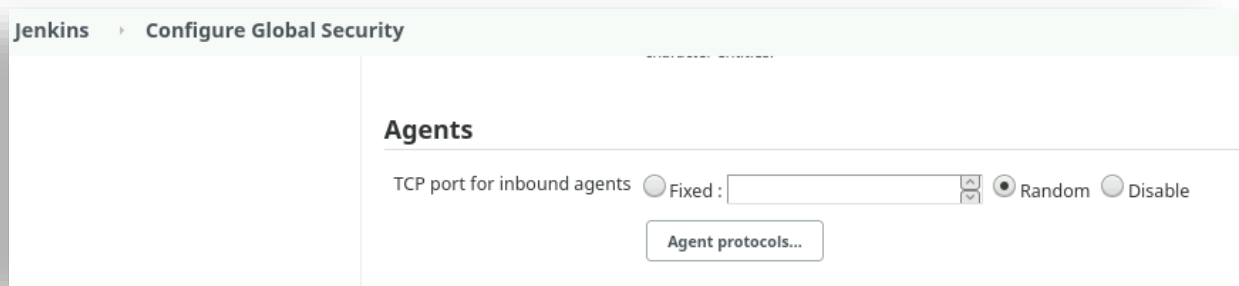 Jenkins Configure Global Security
Agents
TCP port for inbound agents Fixed : Random Disable
Agent protocols...